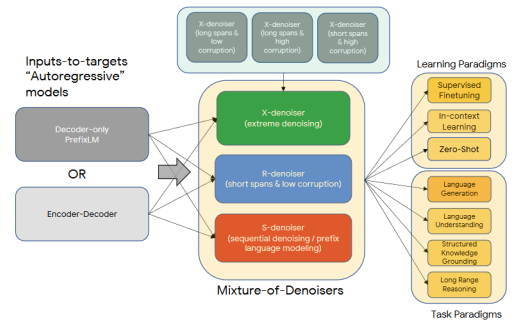 X-denoiser
(long spans &
low
corruption)
X-denoiser
(long spans &
high
corruption)
X-denoiser
(short spans
& high
corruption)
Inputs-to-targets
“Autoregressive”
models
Decoder-only
PrefixLM
OR
Encoder-Decoder
X-denoiser
(extreme denoising)
R-denoiser
(short spans & low corruption)
S-denoiser
(sequential denoising / prefix
language modeling)
Mixture-of-Denoisers
Learning Paradigms
Supervised
Finetuning
In-context
Learning
Zero-Shot
Language
Generation
Language
Understanding
Structured
Knowledge
Grounding
Long Range
Reasoning
Task Paradigms